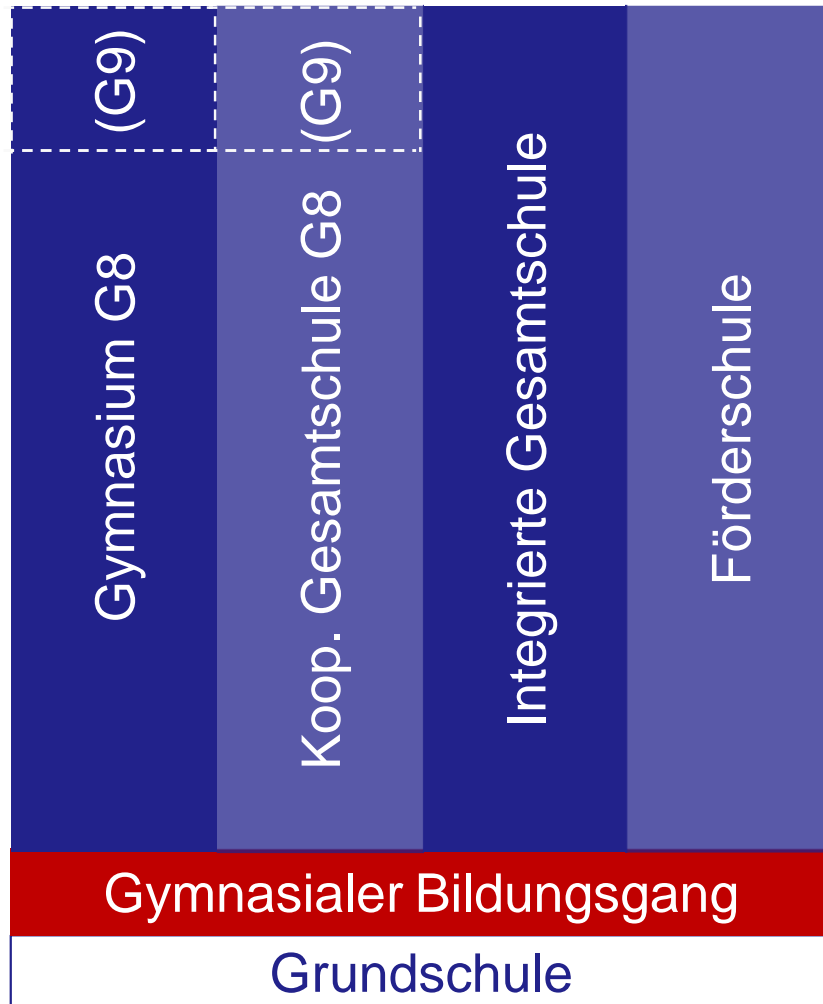 (G9)
Gymnasium G8
(G9)
Koop. Gesamtschule G8
Integrierte Gesamtschule
Förderschule
Gymnasialer Bildungsgang
Grundschule